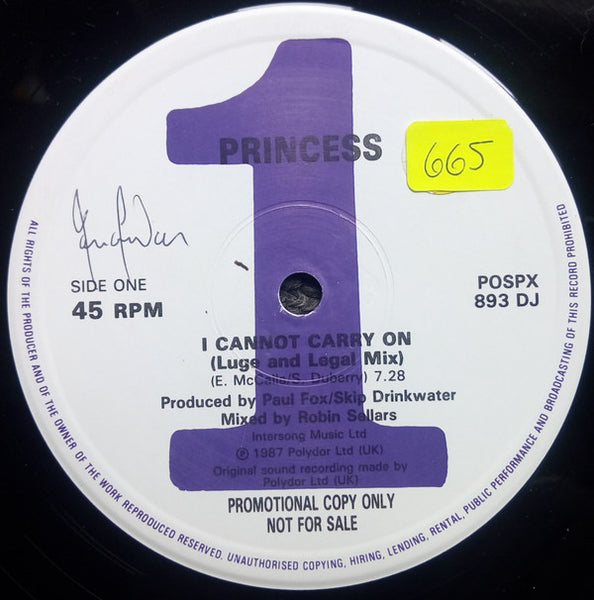 1
PRINCESS
665
SIDE ONE
45 RPM
POSPX
893 DJ
I CANNOT CARRY ON
(Luge and Legal Mix)
(E. McCalla/S. Duberry) 7.28
Produced by Paul Fox/Skip Drinkwater
Mixed by Robin Sellars
Intersong Music Ltd
℗ 1987 Polydor Ltd (UK)
Original sound recording made by
Polydor Ltd (UK)
PROMOTIONAL COPY ONLY
NOT FOR SALE
ALL RIGHTS OF THE PRODUCER AND OF THE OWNER OF THE WORK REPRODUCED RESERVED. UNAUTHORISED COPYING, HIRING, LENDING, RENTAL, PUBLIC PERFORMANCE AND BROADCASTING OF THIS RECORD PROHIBITED